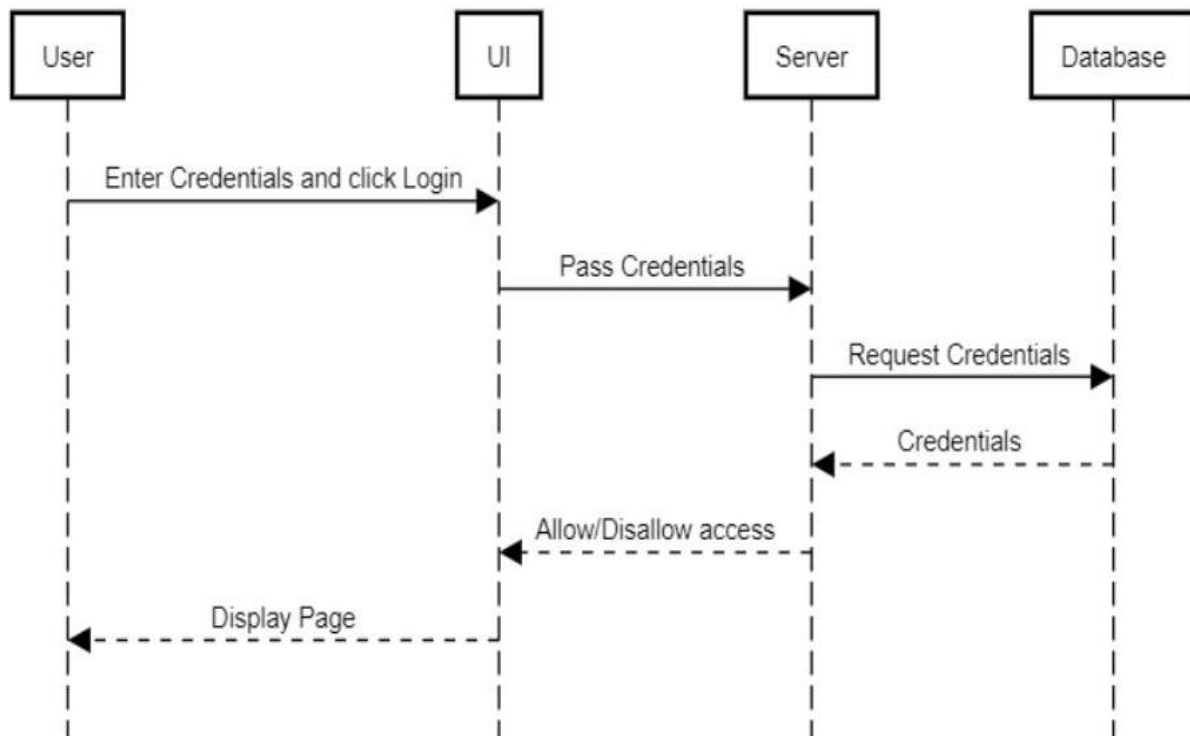 User
UI
Server
Database
Enter Credentials and click Login
Pass Credentials
Request Credentials
Credentials
Allow/Disallow access
Display Page